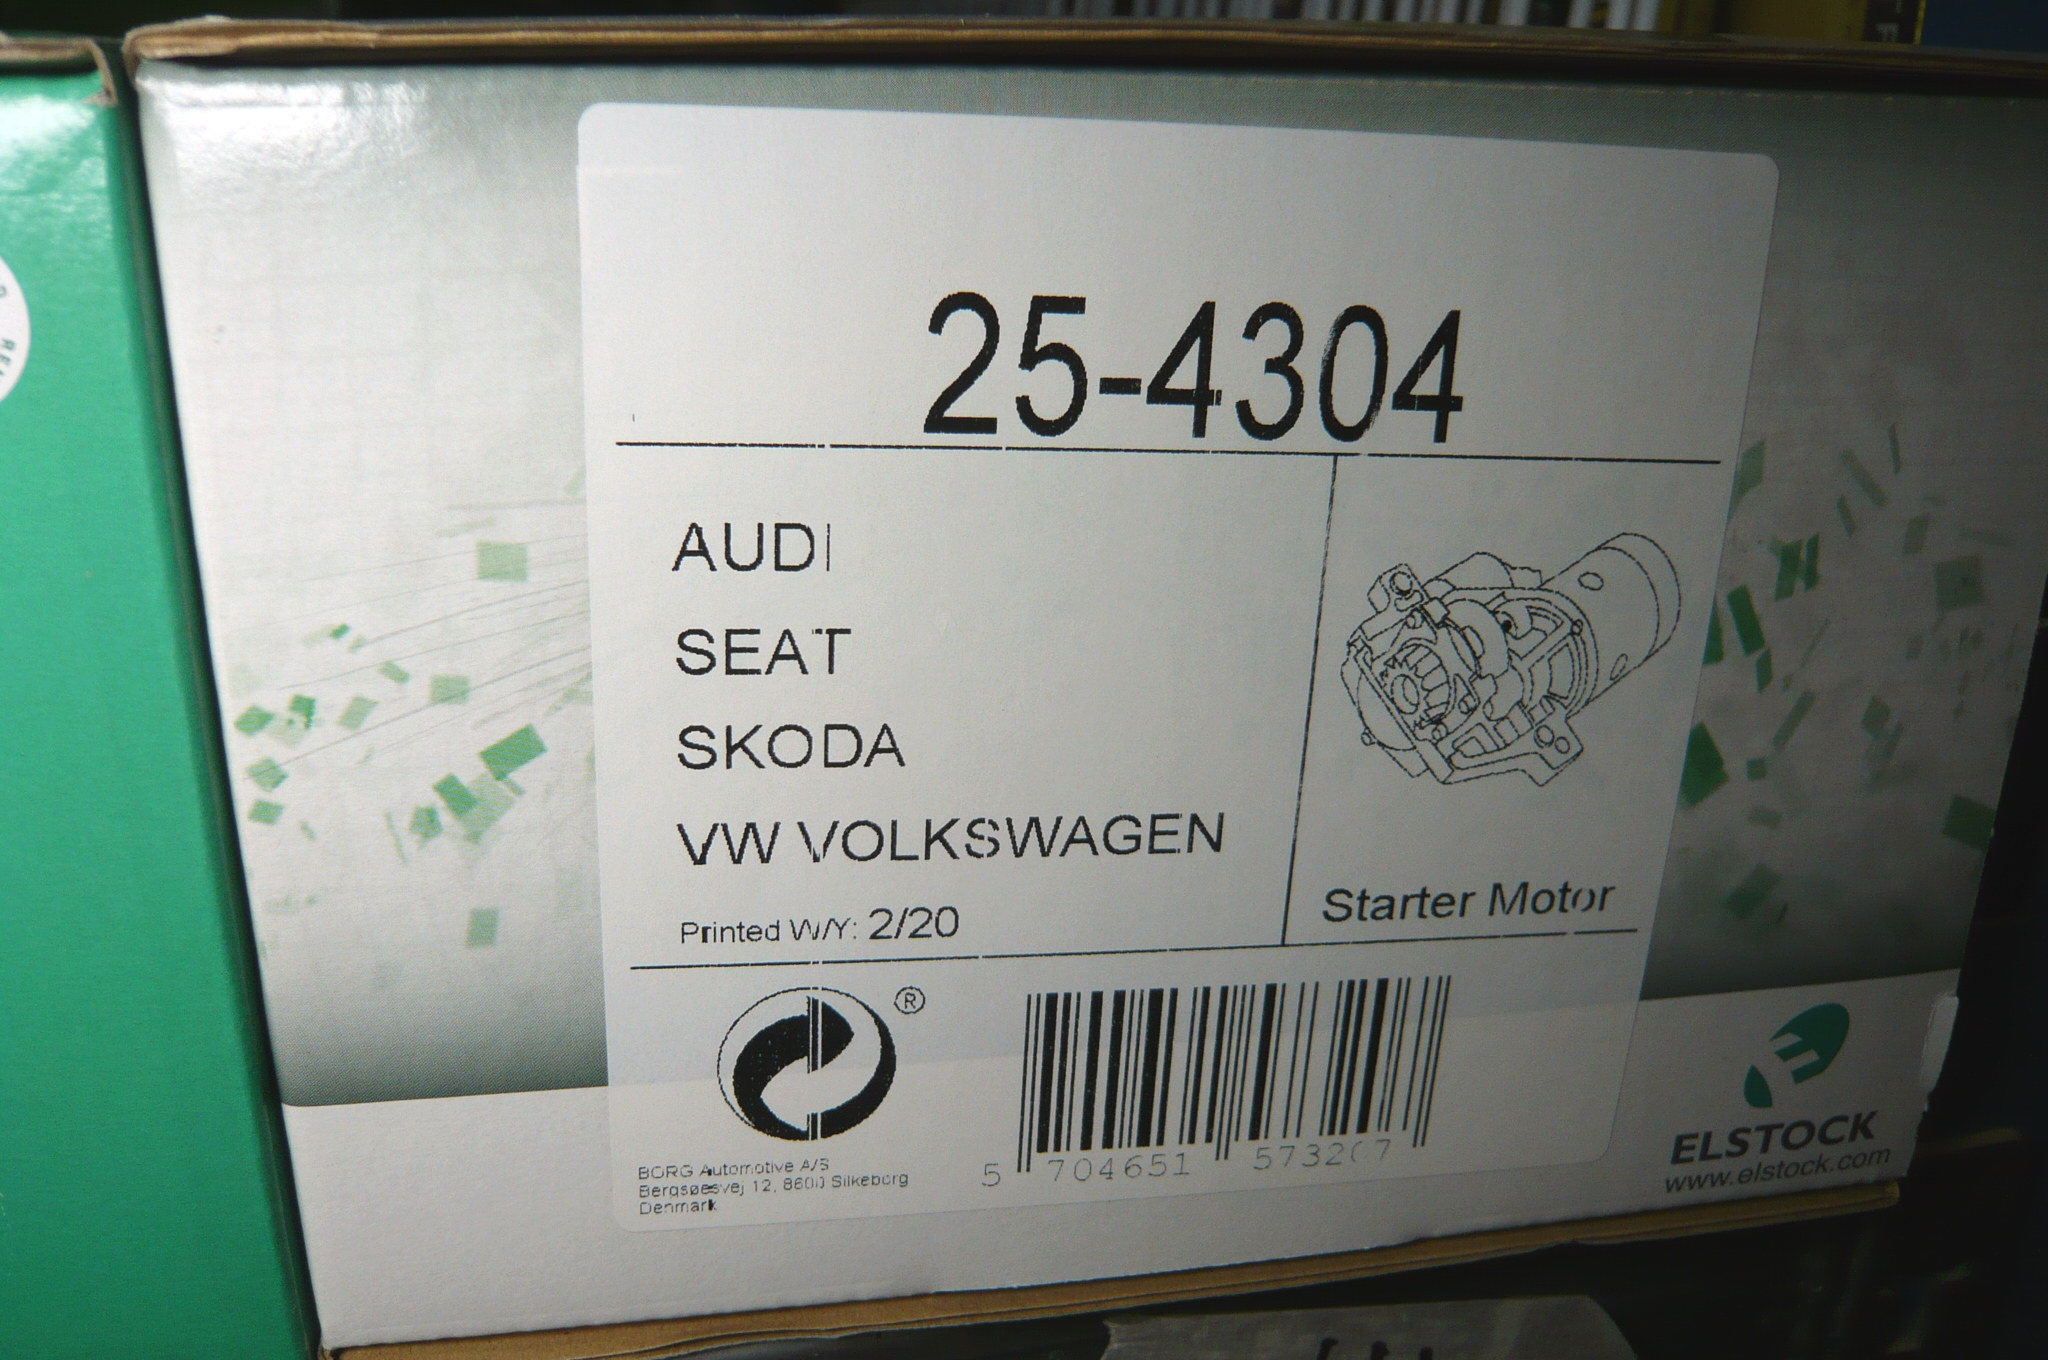 25-4304
AUDI
SEAT
SKODA
VW VOLKSWAGEN
Printed W/Y: 2/20
Starter Motor
®
BORG Automotive A/S
Bergsøesvej 12, 8600 Silkeborg
Denmark
5 704651 573207
ELSTOCK
www.elstock.com